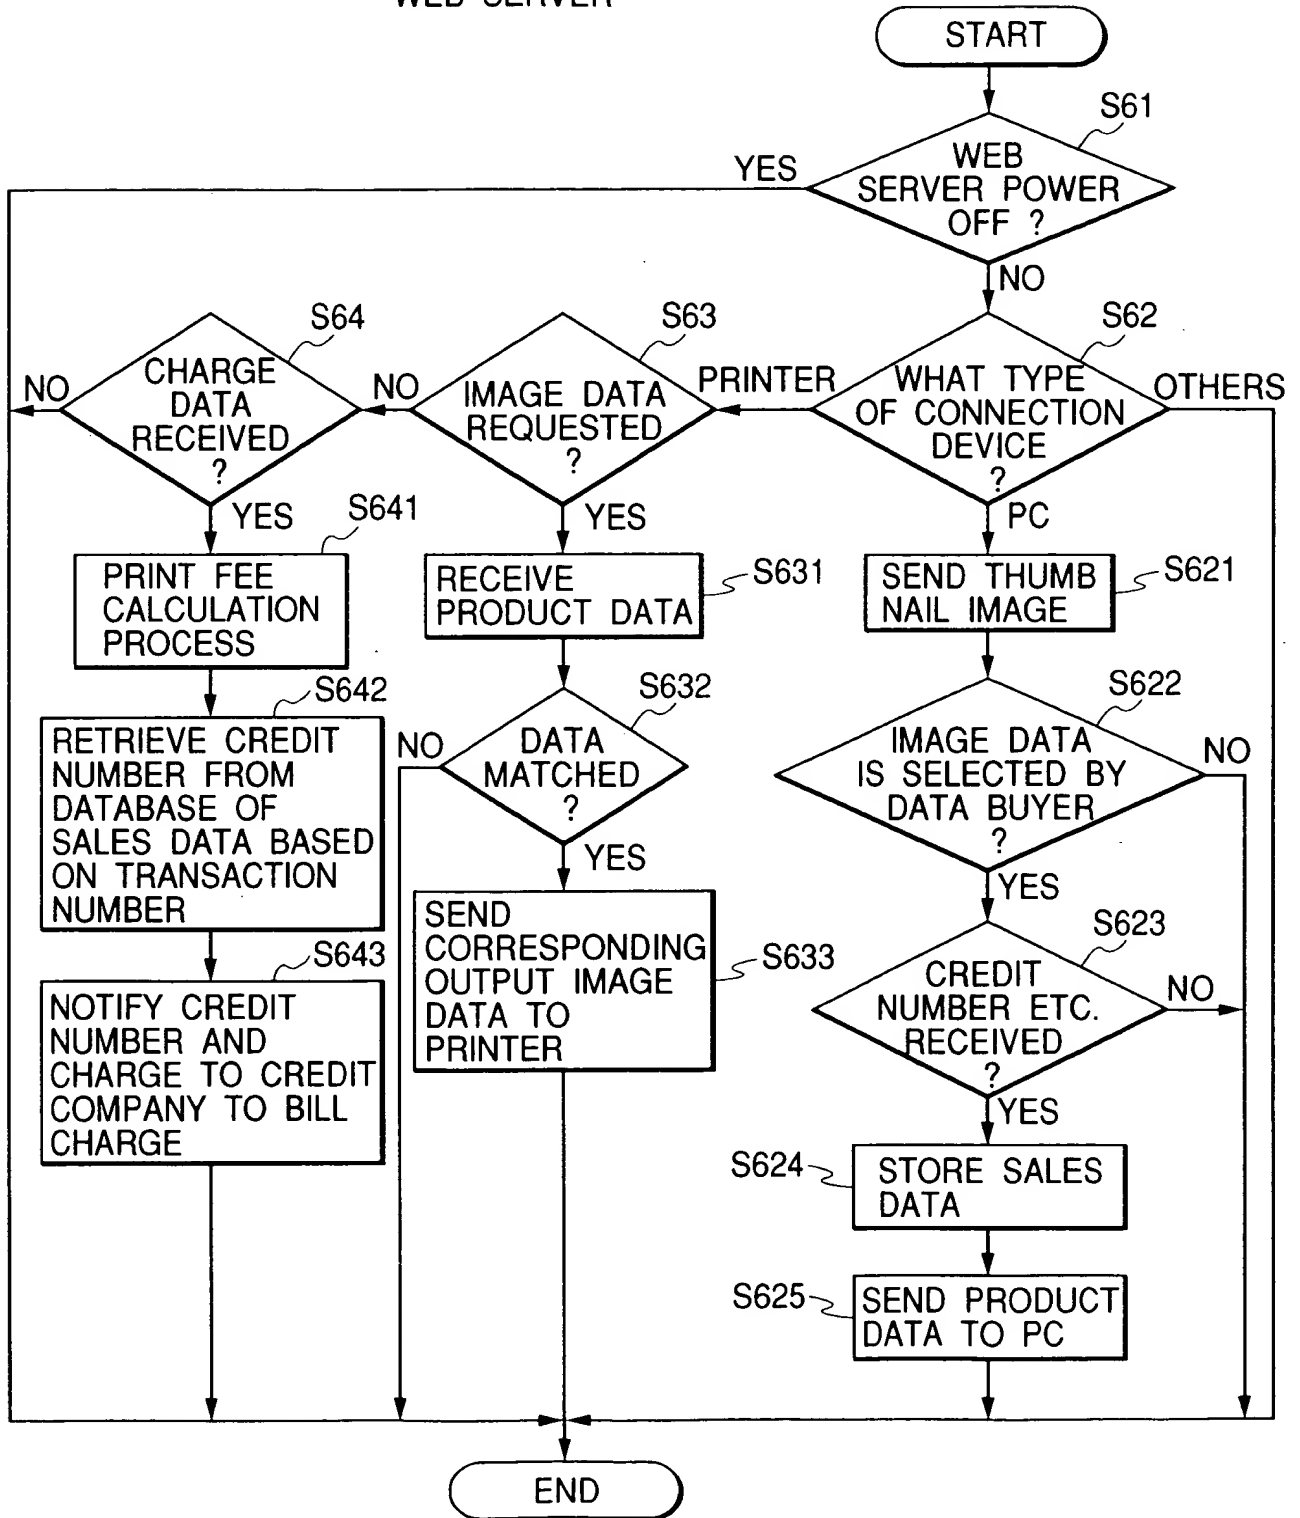 WEB SERVER
START
S61
WEB
SERVER POWER
OFF ?
YES
NO
S62
WHAT TYPE
OF CONNECTION
DEVICE
?
PRINTER
OTHERS
PC
S63
IMAGE DATA
REQUESTED
?
NO
YES
S64
CHARGE
DATA
RECEIVED
?
NO
YES
S641
PRINT FEE
CALCULATION
PROCESS
S642
RETRIEVE CREDIT
NUMBER FROM
DATABASE OF
SALES DATA BASED
ON TRANSACTION
NUMBER
S643
NOTIFY CREDIT
NUMBER AND
CHARGE TO CREDIT
COMPANY TO BILL
CHARGE
RECEIVE
PRODUCT DATA
S631
S632
DATA
MATCHED
?
NO
YES
SEND
CORRESPONDING
OUTPUT IMAGE
DATA TO
PRINTER
S633
SEND THUMB
NAIL IMAGE
S621
S622
IMAGE DATA
IS SELECTED BY
DATA BUYER
?
NO
YES
S623
CREDIT
NUMBER ETC.
RECEIVED
?
NO
YES
S624
STORE SALES
DATA
S625
SEND PRODUCT
DATA TO PC
END